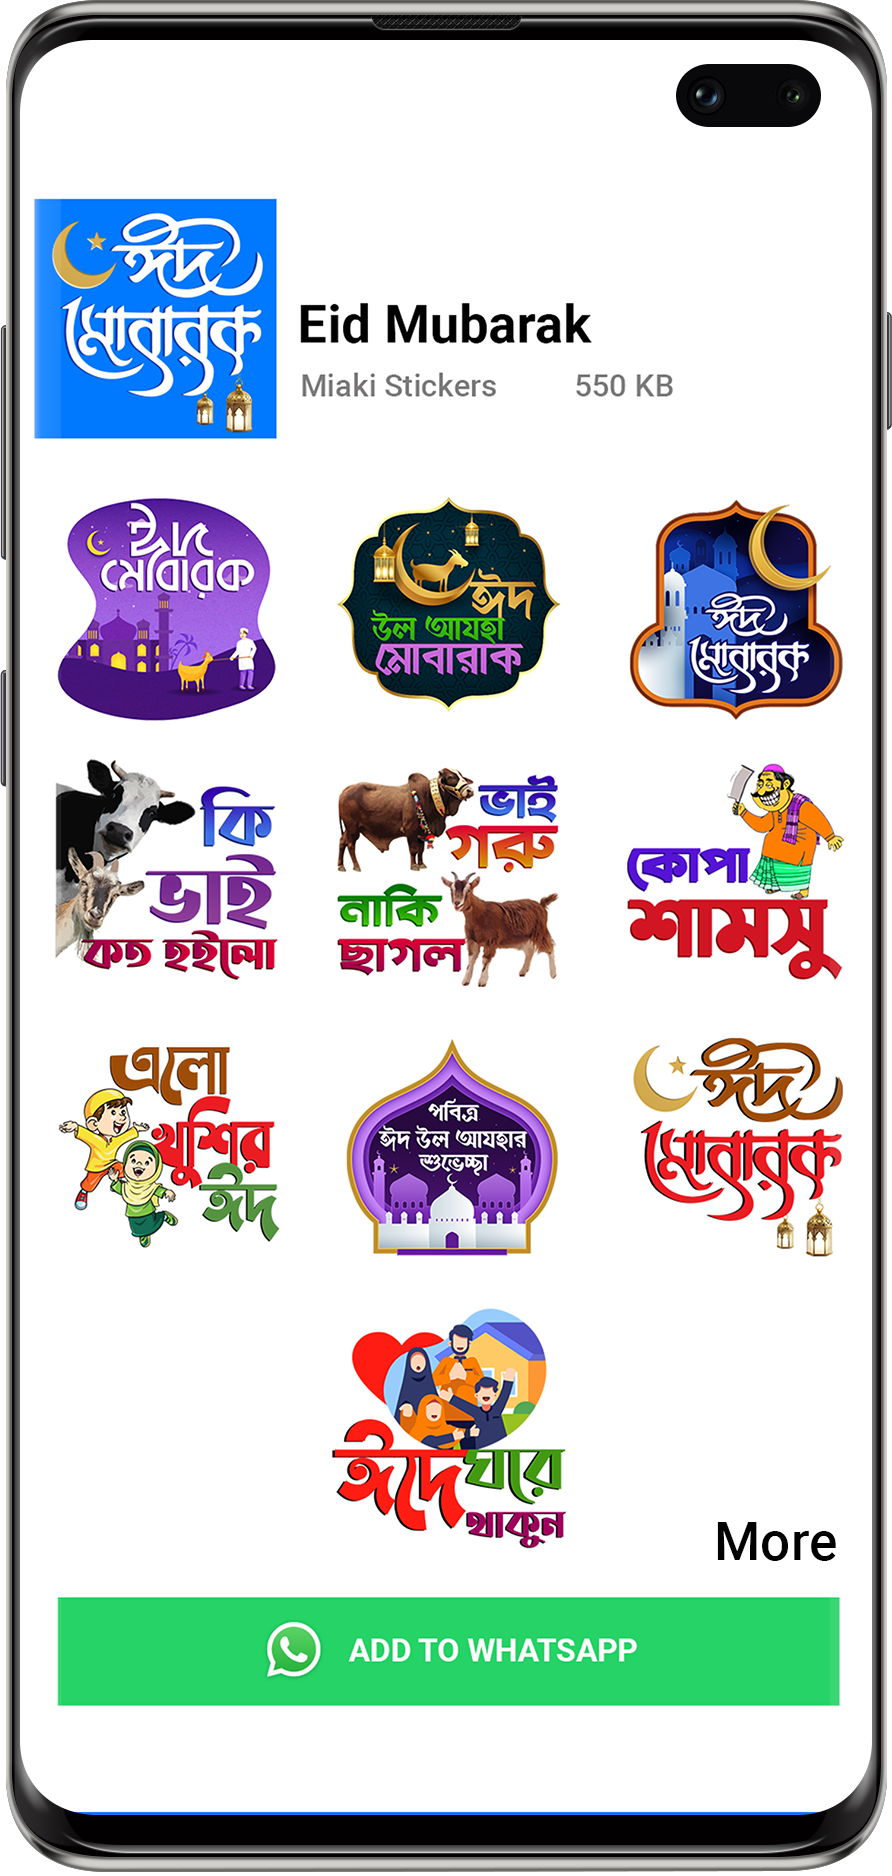 ঈদ
মোবারক
Eid Mubarak
Miaki Stickers 550 KB
ঈদ
মোবারক
ঈদ
উল আযহা
মোবারাক
ঈদ
মোবারক
কি
ভাই
কত হইলো
ভাই
গরু
নাকি
ছাগল
কোপা
শামসু
এলো
খুশির
ঈদ
পবিত্র
ঈদ উল আযহার
শুভেচ্ছা
ঈদ
মোবারক
ঈদে ঘরে
থাকুন
More
ADD TO WHATSAPP